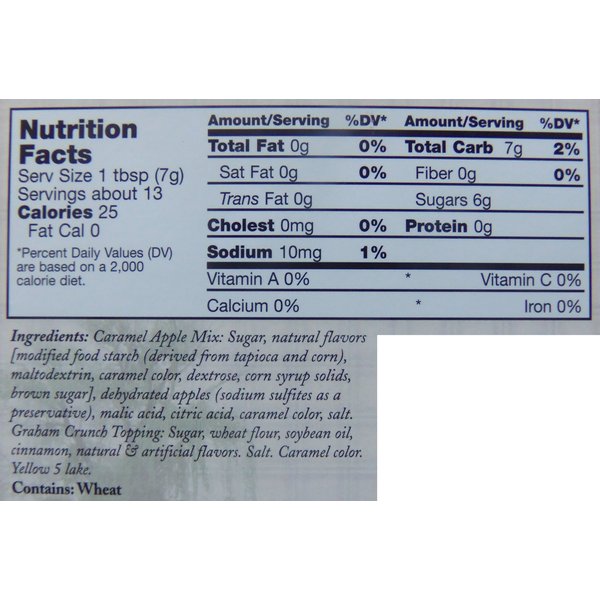 Nutrition
Facts
Serv Size 1 tbsp (7g)
Servings about 13
Calories 25
Fat Cal 0
*Percent Daily Values (DV)
are based on a 2,000
calorie diet.
Amount/Serving %DV*
Total Fat 0g 0%
Sat Fat 0g 0%
Trans Fat 0g
Cholest 0mg 0%
Sodium 10mg 1%
Amount/Serving %DV*
Total Carb 7g 2%
Fiber 0g 0%
Sugars 6g
Protein 0g
Vitamin A 0% * Vitamin C 0%
Calcium 0% * Iron 0%
Ingredients: Caramel Apple Mix: Sugar, natural flavors
[modified food starch (derived from tapioca and corn),
maltodextrin, caramel color, dextrose, corn syrup solids,
brown sugar], dehydrated apples (sodium sulfites as a
preservative), malic acid, citric acid, caramel color, salt.
Graham Crunch Topping: Sugar, wheat flour, soybean oil,
cinnamon, natural & artificial flavors. Salt. Caramel color.
Yellow 5 lake.
Contains: Wheat